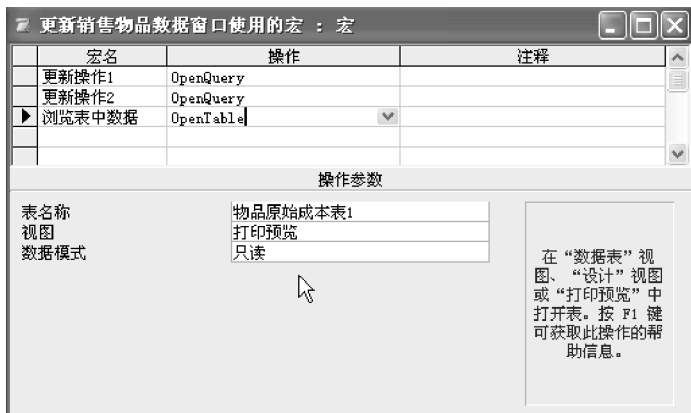 更新销售物品数据窗口使用的宏 : 宏
宏名 操作 注释
更新操作1 OpenQuery
更新操作2 OpenQuery
浏览表中数据 OpenTable
操作参数
表名称 物品原始成本表1
视图 打印预览
数据模式 只读
在“数据表”视
图、“设计”视图
或“打印预览”中
打开表。按 F1 键
可获取此操作的帮
助信息。